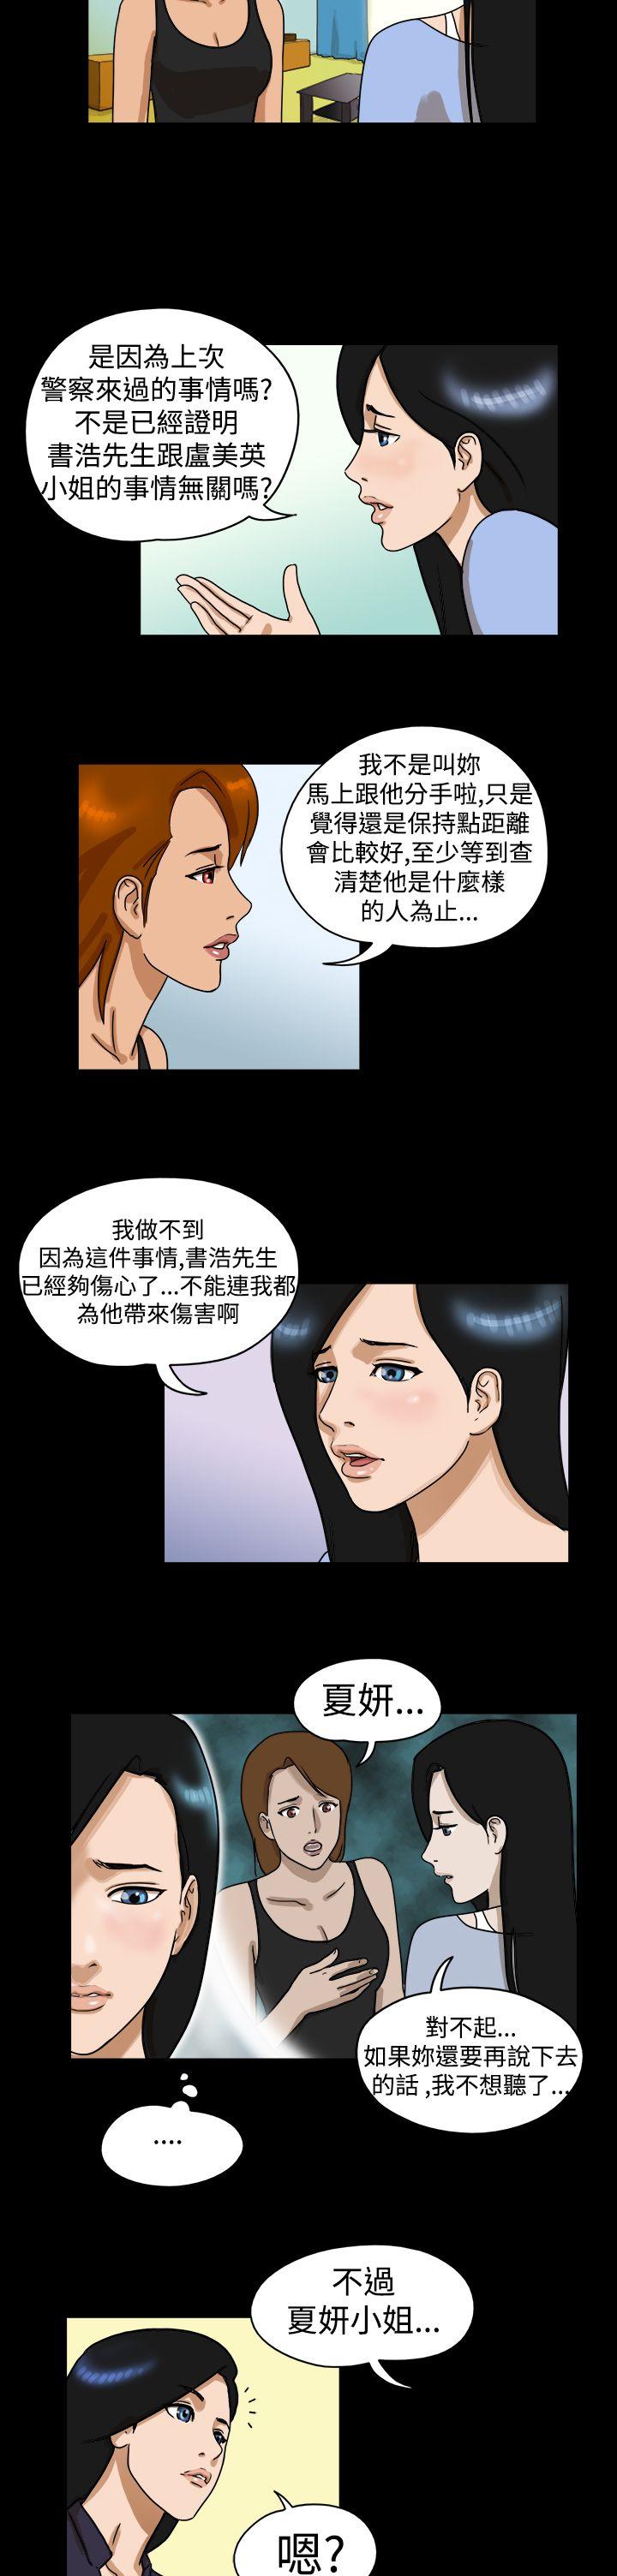 是因為上次
警察來過的事情嗎?
不是已經證明
書浩先生跟盧美英
小姐的事情無關嗎?
我不是叫妳
馬上跟他分手啦,只是
覺得還是保持點距離
會比較好,至少等到查
清楚他是什麼樣
的人為止...
我做不到
因為這件事情,書浩先生
已經夠傷心了...不能連我都
為他帶來傷害啊
夏妍...
對不起...
如果妳還要再說下去
的話,我不想聽了...
....
不過
夏妍小姐...
嗯?